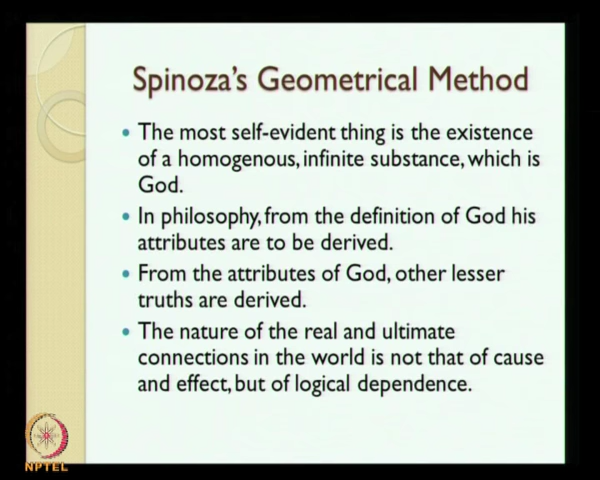 Spinoza's Geometrical Method
• The most self-evident thing is the existence
of a homogenous, infinite substance, which is
God.
• In philosophy, from the definition of God his
attributes are to be derived.
• From the attributes of God, other lesser
truths are derived.
• The nature of the real and ultimate
connections in the world is not that of cause
and effect, but of logical dependence.
NPTEL